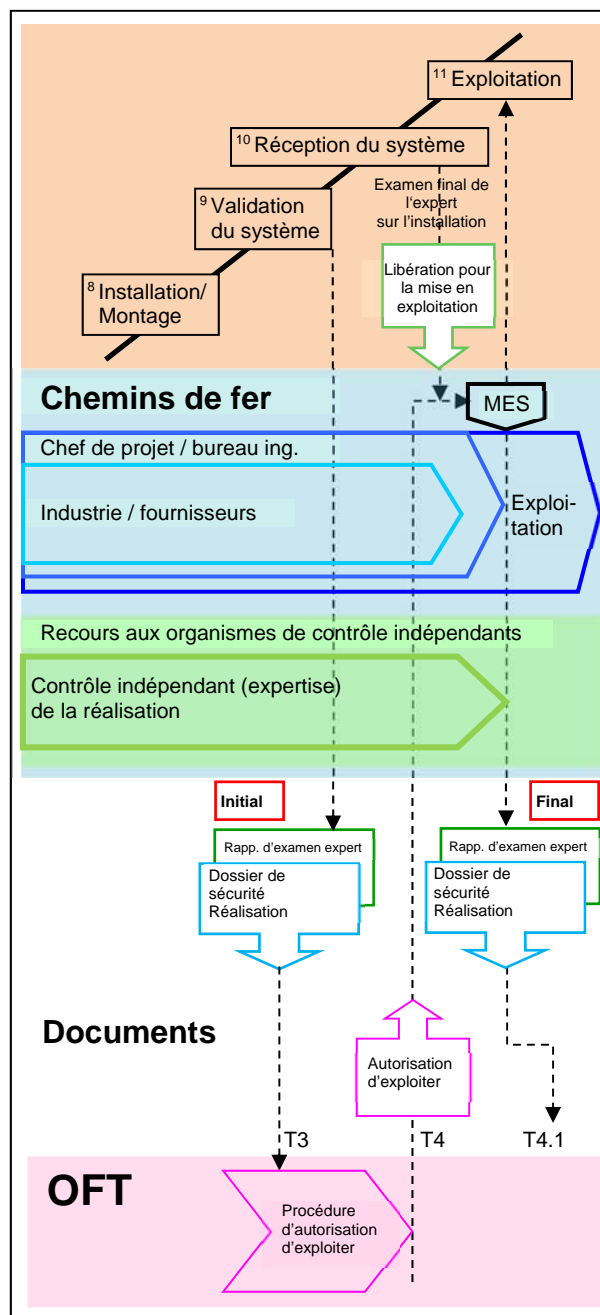 11 Exploitation
10 Réception du système
Examen final de
l'expert
sur l'installation
9 Validation
du système
Libération pour
la mise en
exploitation
8 Installation/
Montage
Chemins de fer
MES
Chef de projet / bureau ing.
Industrie / fournisseurs
Exploi-
tation
Recours aux organismes de contrôle indépendants
Contrôle indépendant (expertise)
de la réalisation
Initial
Final
Rapp. d'examen expert
Dossier de
sécurité
Réalisation
Rapp. d'examen expert
Dossier de
sécurité
Réalisation
Documents
Autorisation
d'exploiter
T3
T4
T4.1
OFT
Procédure
d'autorisation
d'exploiter